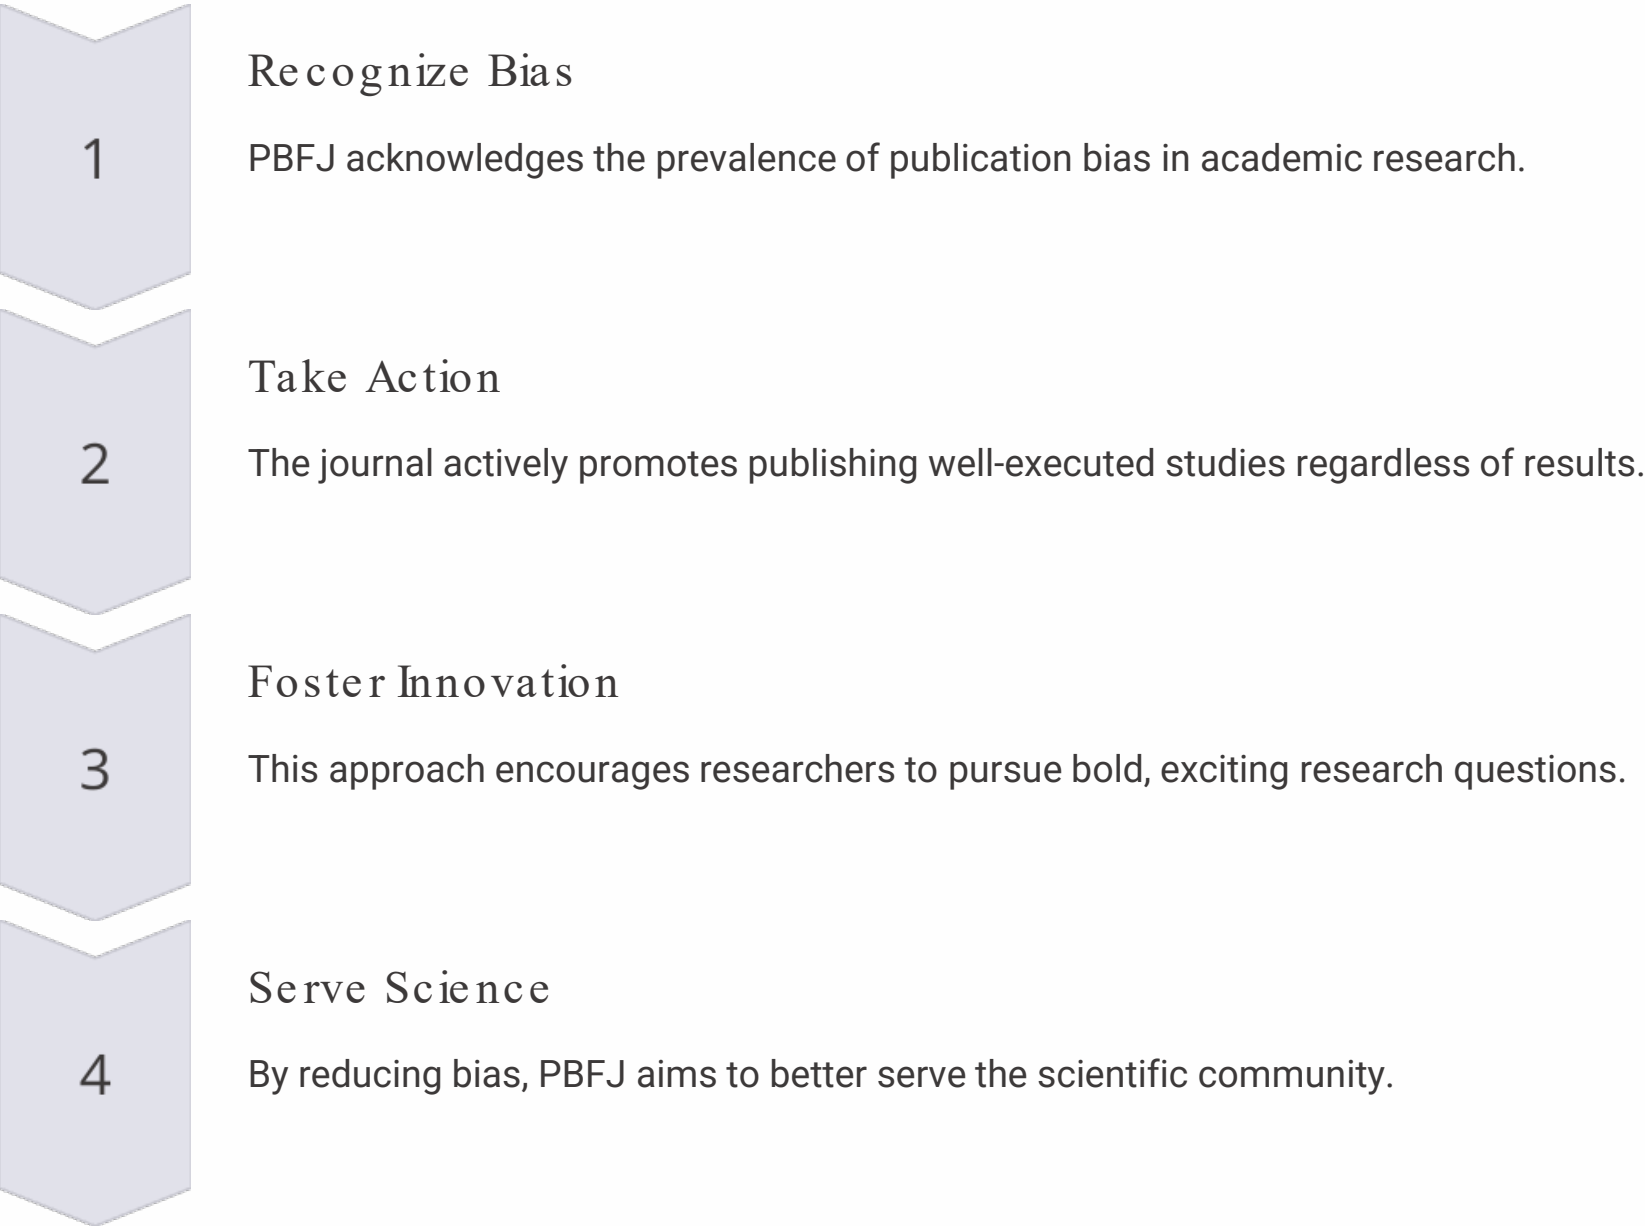 1
Recognize Bias
PBFJ acknowledges the prevalence of publication bias in academic research.
2
Take Action
The journal actively promotes publishing well-executed studies regardless of results.
3
Foster Innovation
This approach encourages researchers to pursue bold, exciting research questions.
4
Serve Science
By reducing bias, PBFJ aims to better serve the scientific community.